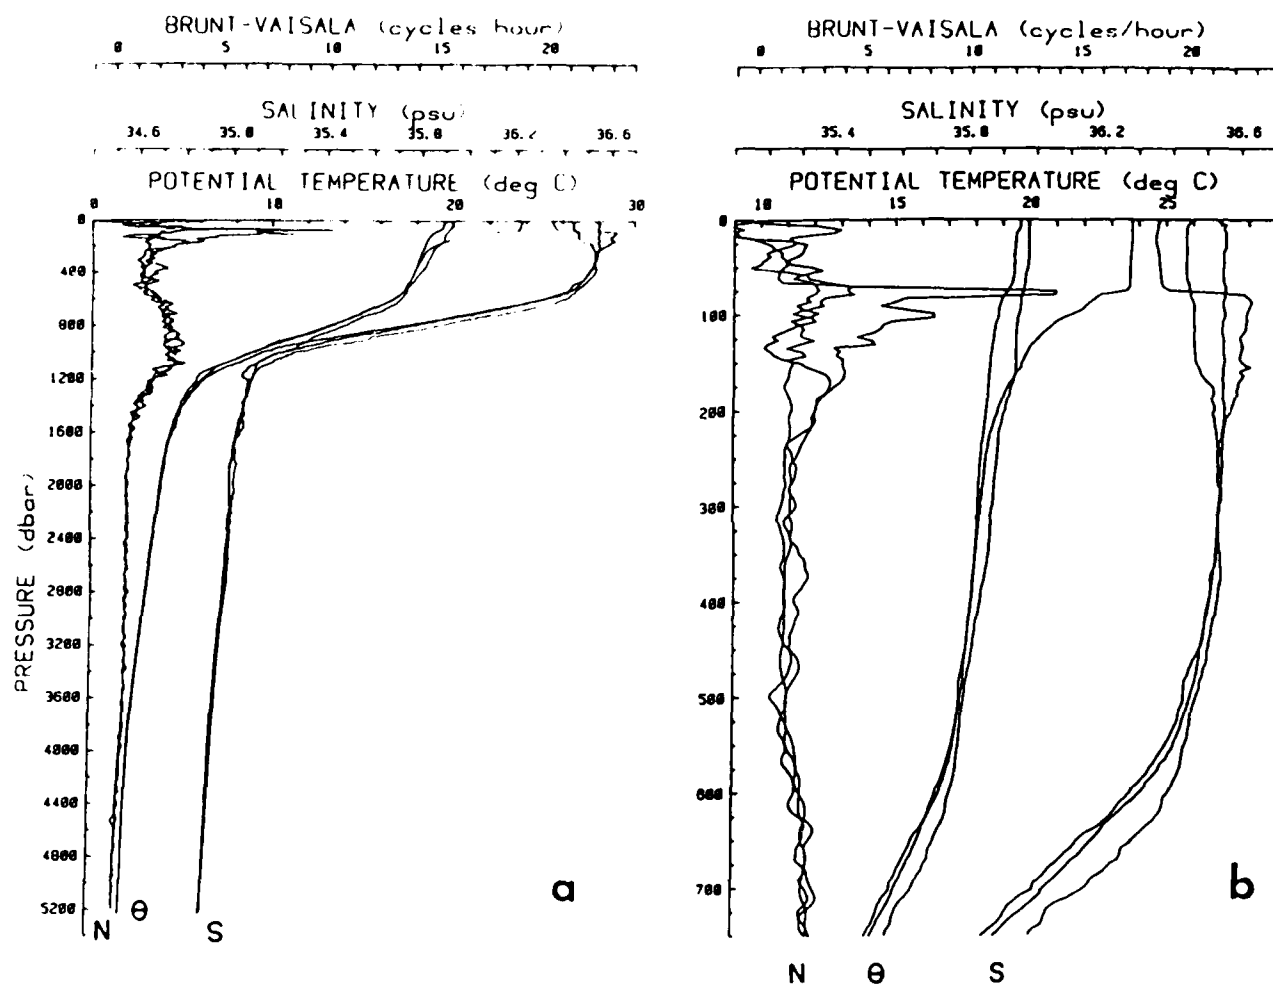 BRUNT-VAISALA (cycles hour)
0 5 10 15 20
SALINITY (psu)
34.6 35.0 35.4 35.8 36.2 36.6
POTENTIAL TEMPERATURE (deg C)
0 10 20 30
PRESSURE (dbar)
0
400
800
1200
1600
2000
2400
2800
3200
3600
4000
4400
4800
5200
N θ S
a
BRUNT-VAISALA (cycles/hour)
0 5 10 15 20
SALINITY (psu)
35.4 35.8 36.2 36.6
POTENTIAL TEMPERATURE (deg C)
10 15 20 25
0
100
200
300
400
500
600
700
N θ S
b